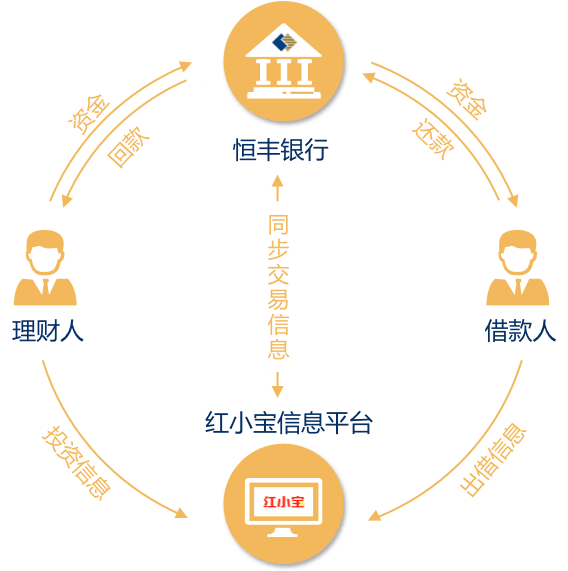 资金
回款
资金
还款
恒丰银行
同步交易信息
理财人
借款人
红小宝信息平台
投资信息
出借信息
红小宝